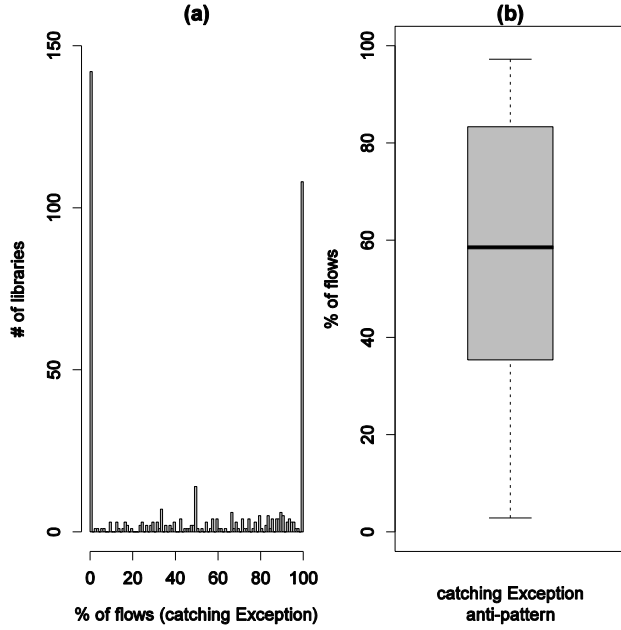 (a)
150
100
50
0
# of libraries
0 20 40 60 80 100
% of flows (catching Exception)
(b)
100
80
60
40
20
0
% of flows
catching Exception
anti-pattern